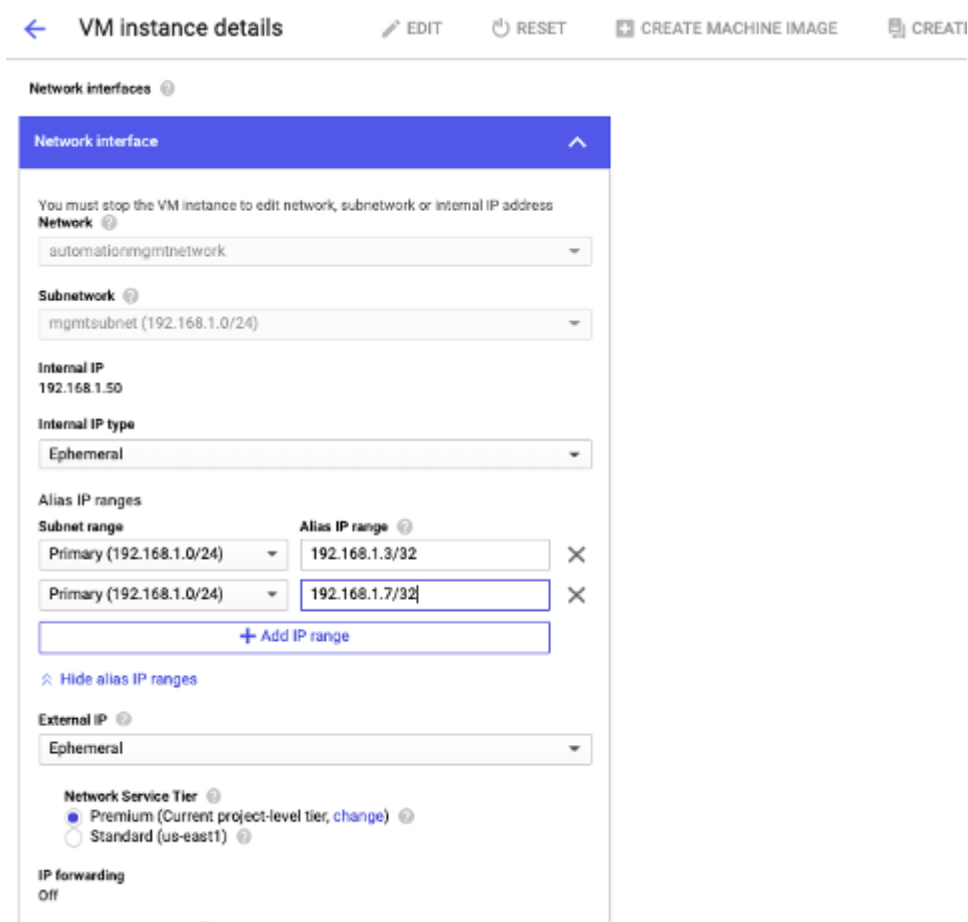 VM instance details EDIT RESET CREATE MACHINE IMAGE
Network interfaces
Network interface
You must stop the VM instance to edit network, subnetwork or internal IP address
Network
automationmgmtnetwork
Subnetwork
mgmtsubnet (192.168.1.0/24)
Internal IP
192.168.1.50
Internal IP type
Ephemeral
Alias IP ranges
Subnet range Alias IP range
Primary (192.168.1.0/24) 192.168.1.3/32
Primary (192.168.1.0/24) 192.168.1.7/32
+ Add IP range
Hide alias IP ranges
External IP
Ephemeral
Network Service Tier
Premium (Current project-level tier, change)
Standard (us-east1)
IP forwarding
Off